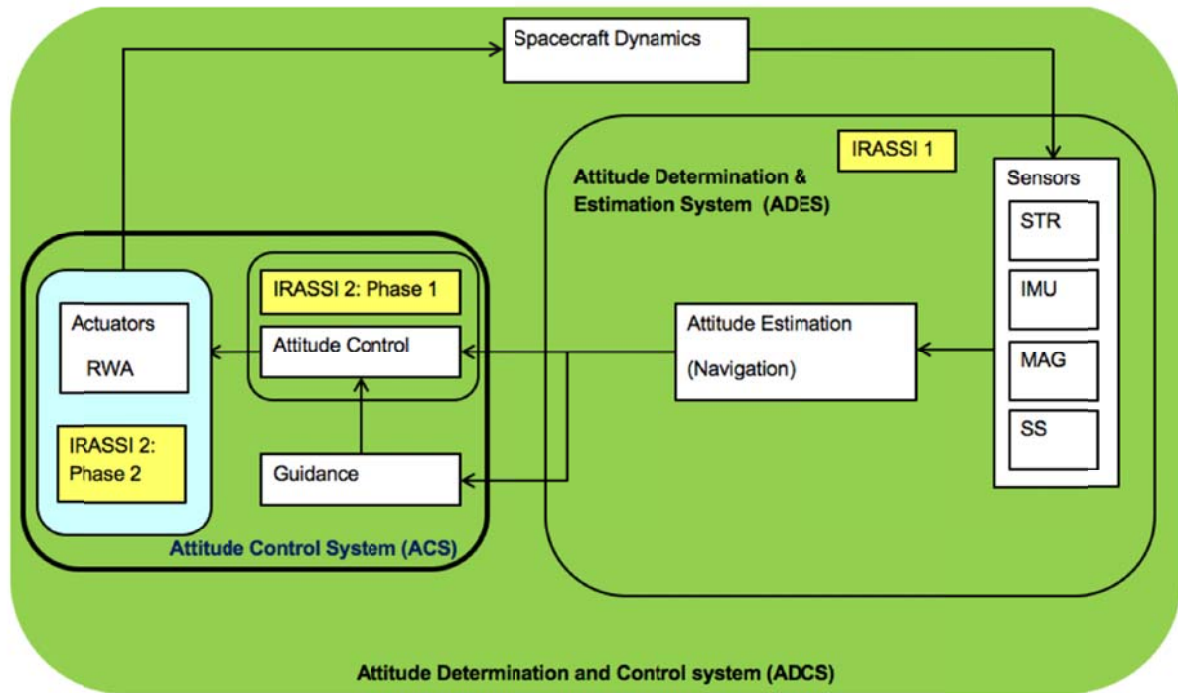 Spacecraft Dynamics
IRASSI 1
Attitude Determination &
Estimation System (ADES)
Sensors
STR
IMU
MAG
SS
Attitude Estimation
(Navigation)
IRASSI 2: Phase 1
Attitude Control
Actuators
RWA
IRASSI 2:
Phase 2
Guidance
Attitude Control System (ACS)
Attitude Determination and Control system (ADCS)